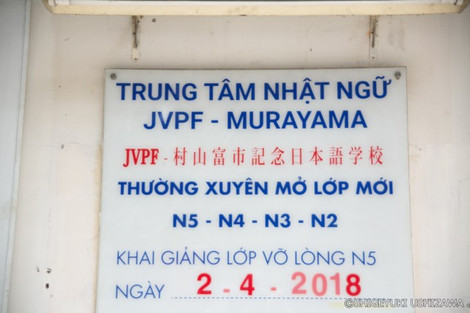 TRUNG TÂM NHẬT NGỮ
JVPF - MURAYAMA
JVPF - 村山富市記念日本語学校
THƯỜNG XUYÊN MỞ LỚP MỚI
N5 - N4 - N3 - N2
KHAI GIẢNG LỚP VỠ LÒNG N5
NGÀY 2 - 4 - 2018
©SHIGEYUKI USHIZAWA